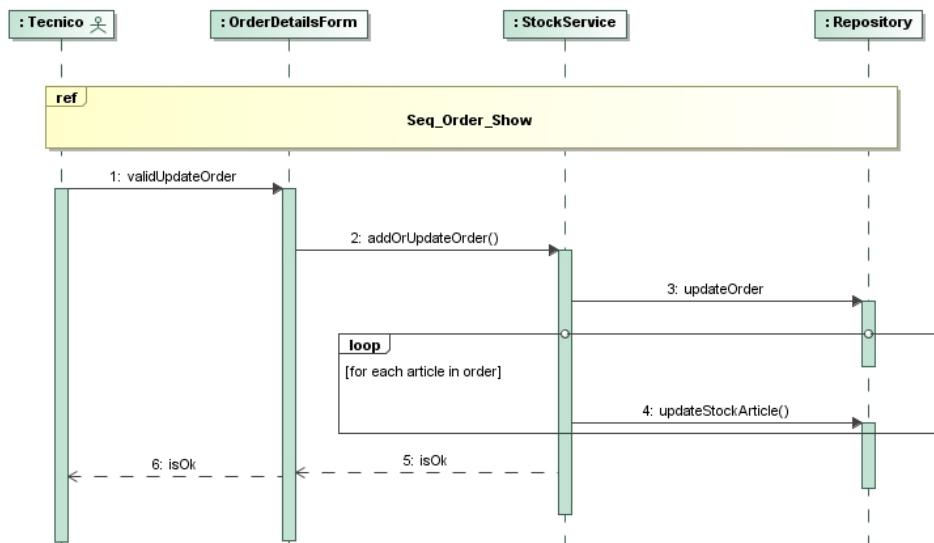 : Tecnico
: OrderDetailsForm
: StockService
: Repository
ref
Seq_Order_Show
1: validUpdateOrder
2: addOrUpdateOrder()
3: updateOrder
loop
[for each article in order]
4: updateStockArticle()
5: isOk
6: isOk